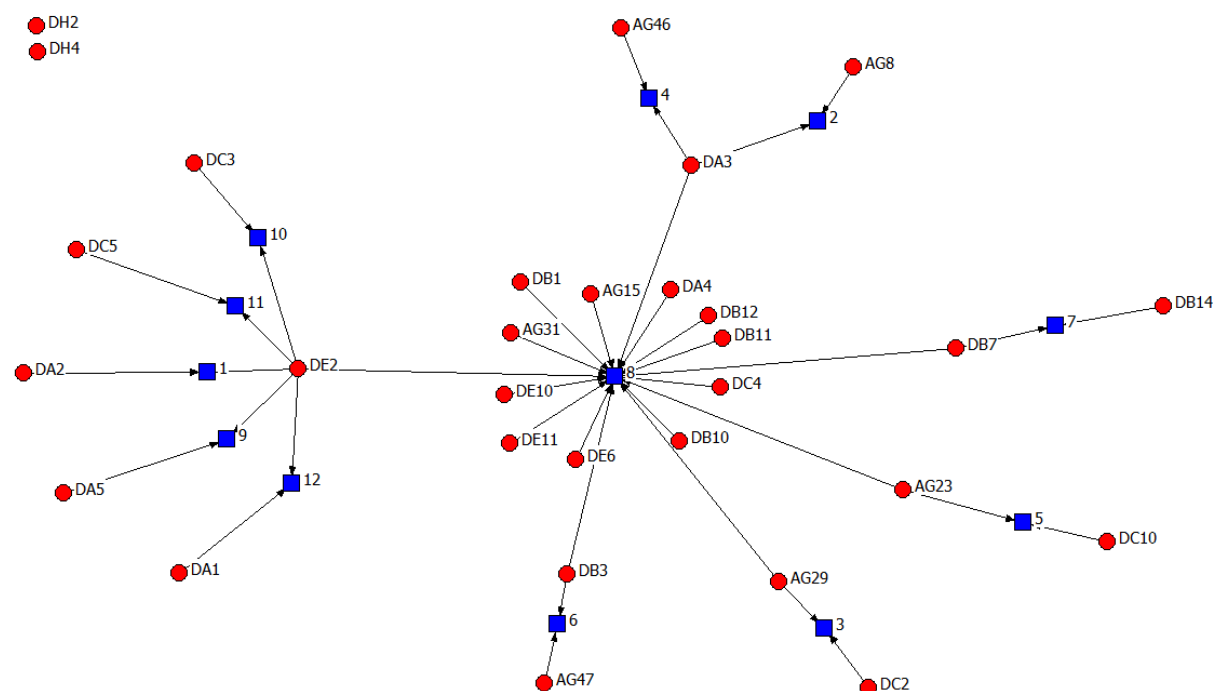 DH2
AG46
DH4
AG8
4
2
DC3
DA3
10
DC5
DB1
AG15
DA4
11
DB12
DB14
AG31
7
DB11
DB7
DA2
1
DE2
8
DC4
DE10
9
DE11
DB10
DE6
12
AG23
DA5
5
DC10
DA1
DB3
AG29
6
3
AG47
DC2